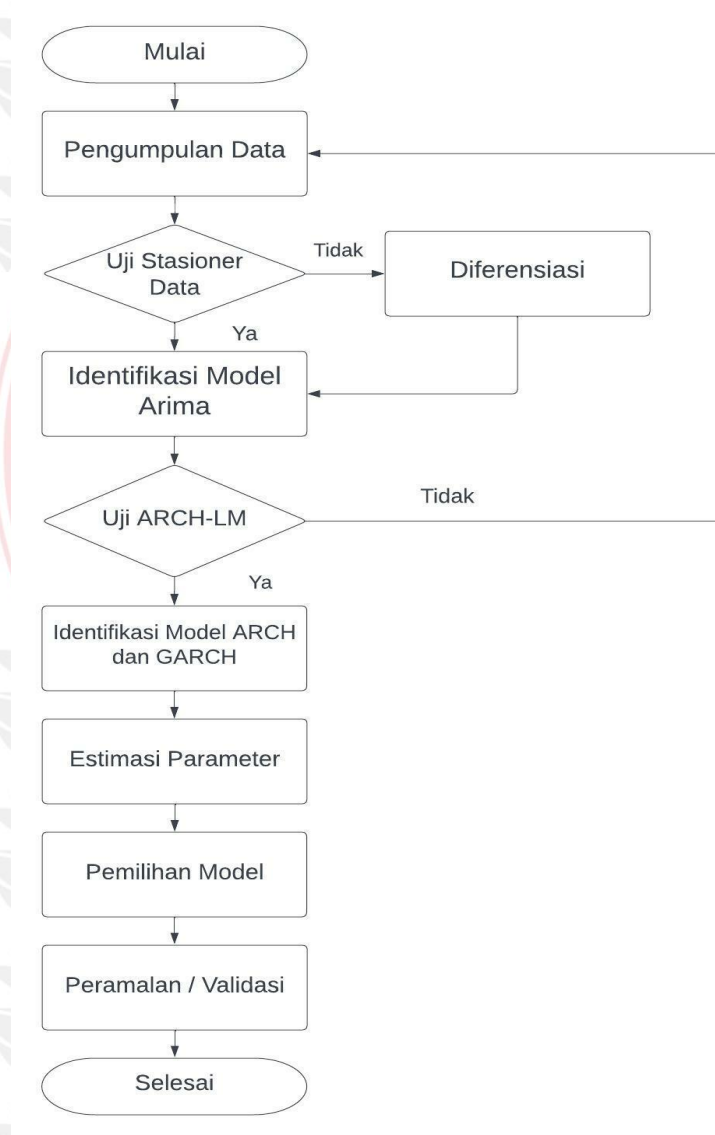 Mulai
Pengumpulan Data
Uji Stasioner
Data
Tidak
Diferensiasi
Ya
Identifikasi Model
Arima
Uji ARCH-LM
Tidak
Ya
Identifikasi Model ARCH
dan GARCH
Estimasi Parameter
Pemilihan Model
Peramalan / Validasi
Selesai